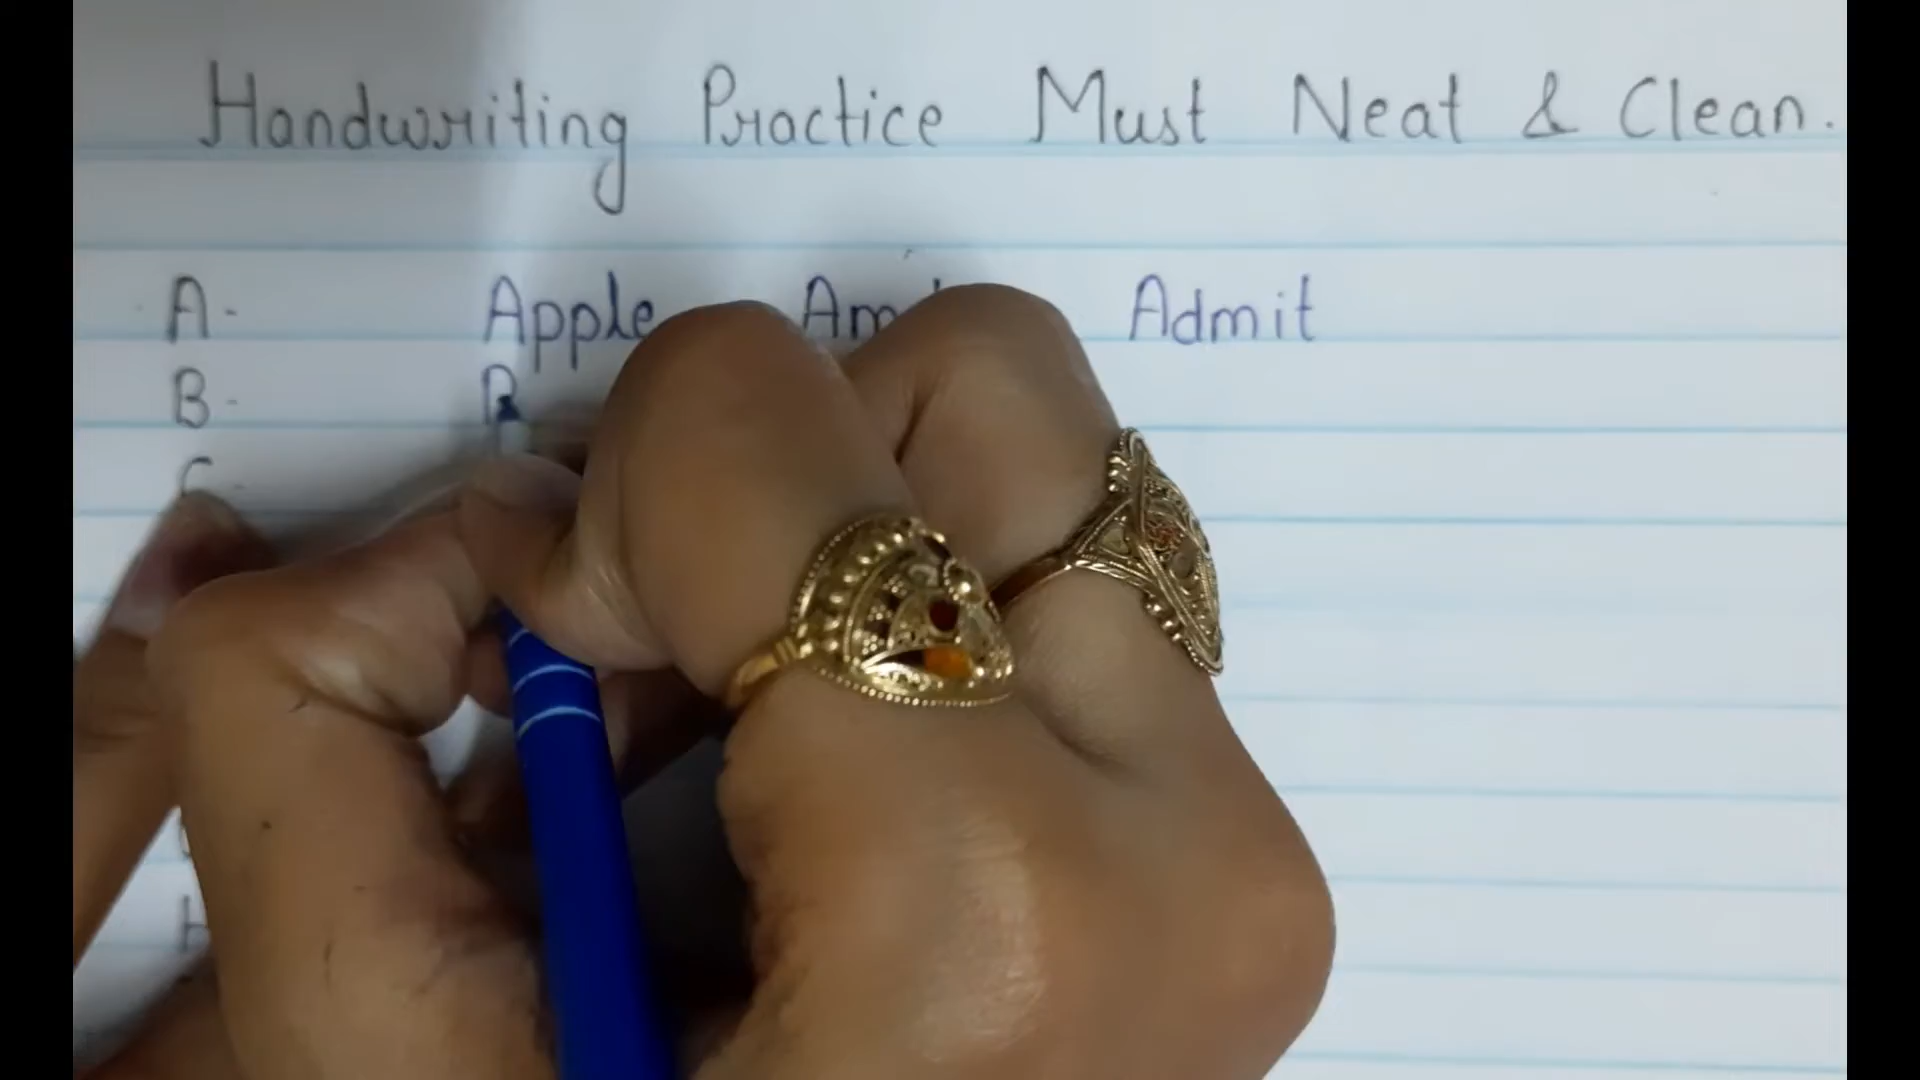 Handwriting Practice Must Neat & Clean.
A- Apple Admit
B- B
C -
H